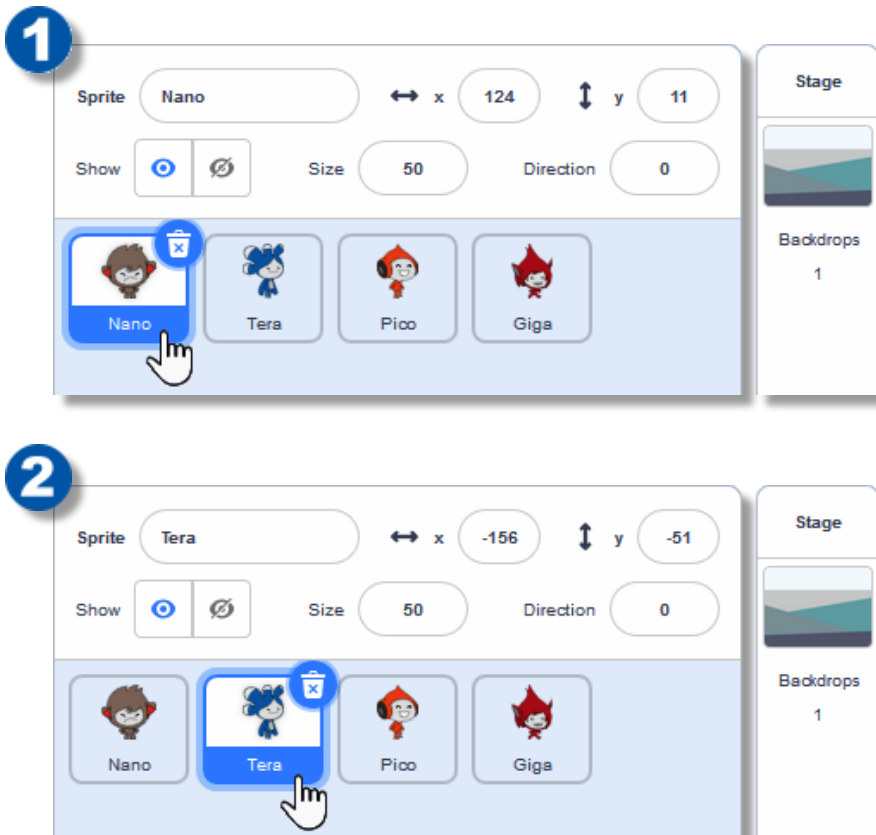 1
Sprite Nano x 124 y 11
Show Size 50 Direction 0
Nano Tera Pico Giga
Stage
Backdrops
1
2
Sprite Tera x -156 y -51
Show Size 50 Direction 0
Nano Tera Pico Giga
Stage
Backdrops
1